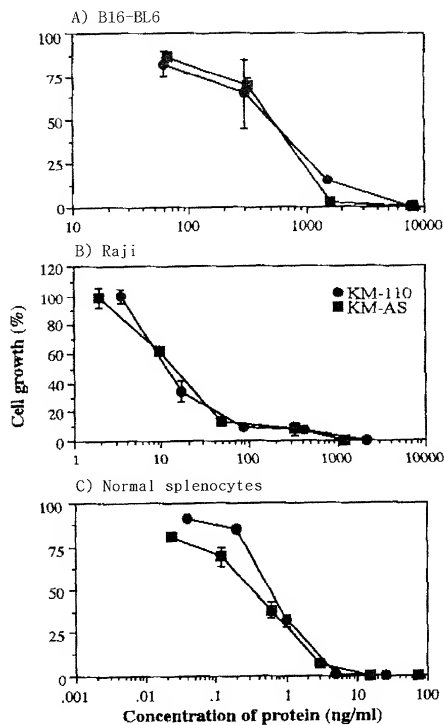 A) B16-BL6
100
75
50
25
0
10 100 1000 10000
B) Raji
120
100
80
60
40
20
0
1 10 100 1000 10000
KM-110
KM-AS
Cell growth (%)
C) Normal splenocytes
100
75
50
25
0
.001 .01 .1 1 10 100
Concentration of protein (ng/ml)